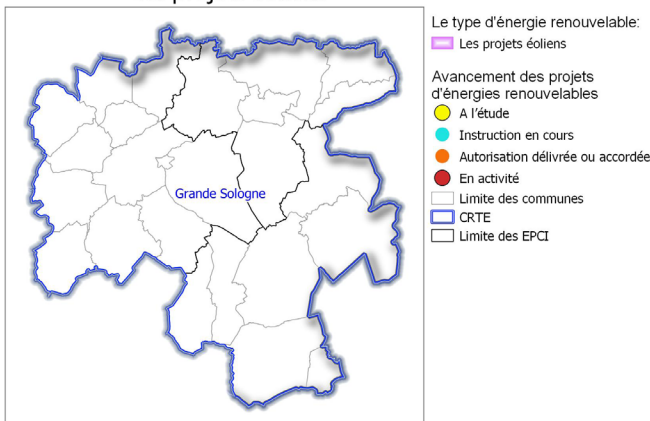 Grande Sologne
Le type d'énergie renouvelable:
Les projets éoliens
Avancement des projets
d'énergies renouvelables
A l'étude
Instruction en cours
Autorisation délivrée ou accordée
En activité
Limite des communes
CRTE
Limite des EPCI